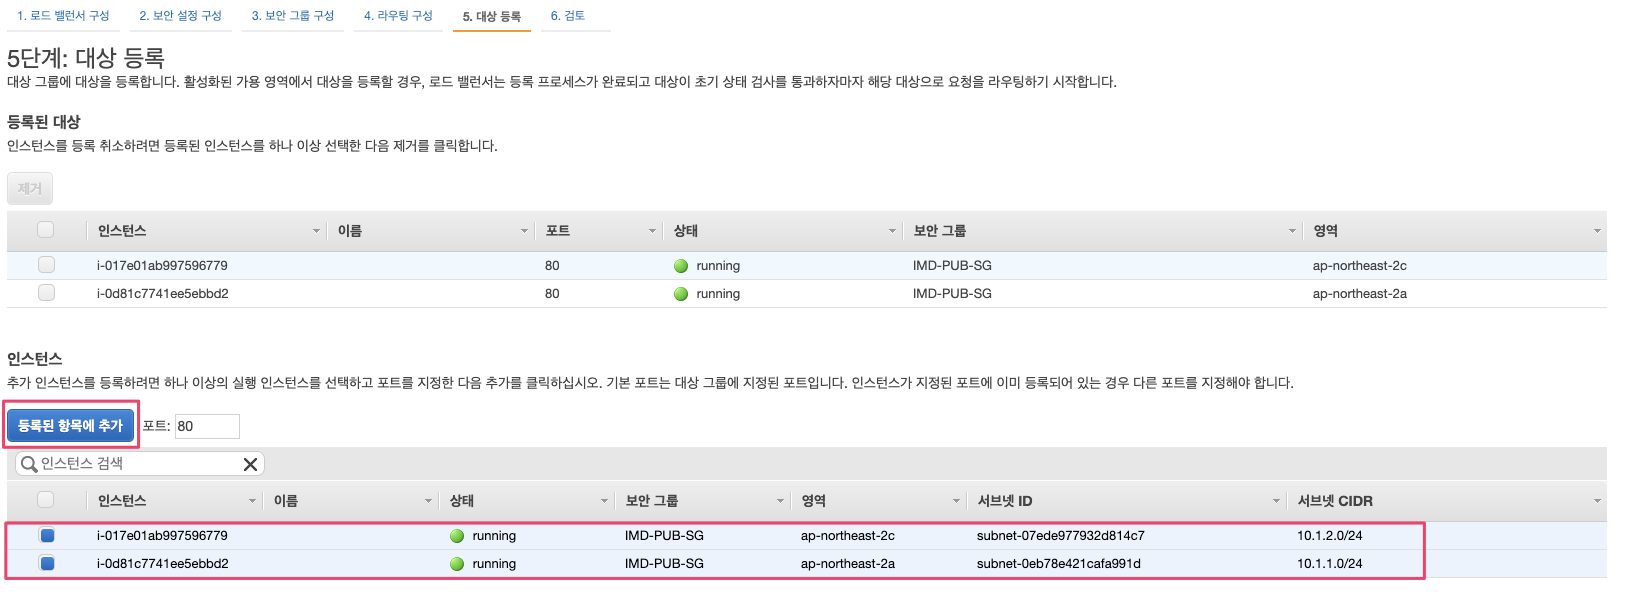 1. 로드 밸런서 구성 2. 보안 설정 구성 3. 보안 그룹 구성 4. 라우팅 구성 5. 대상 등록 6. 검토
5단계: 대상 등록
대상 그룹에 대상을 등록합니다. 활성화된 가용 영역에서 대상을 등록할 경우, 로드 밸런서는 등록 프로세스가 완료되고 대상이 초기 상태 검사를 통과하자마자 해당 대상으로 요청을 라우팅하기 시작합니다.
등록된 대상
인스턴스를 등록 취소하려면 등록된 인스턴스를 하나 이상 선택한 다음 제거를 클릭합니다.
제거
인스턴스 이름 포트 상태 보안 그룹 영역
i-017e01ab997596779 80 running IMD-PUB-SG ap-northeast-2c
i-0d81c7741ee5ebbd2 80 running IMD-PUB-SG ap-northeast-2a
인스턴스
추가 인스턴스를 등록하려면 하나 이상의 실행 인스턴스를 선택하고 포트를 지정한 다음 추가를 클릭하십시오. 기본 포트는 대상 그룹에 지정된 포트입니다. 인스턴스가 지정된 포트에 이미 등록되어 있는 경우 다른 포트를 지정해야 합니다.
등록된 항목에 추가 포트: 80
인스턴스 검색
인스턴스 이름 상태 보안 그룹 영역 서브넷 ID 서브넷 CIDR
i-017e01ab997596779 running IMD-PUB-SG ap-northeast-2c subnet-07ede977932d814c7 10.1.2.0/24
i-0d81c7741ee5ebbd2 running IMD-PUB-SG ap-northeast-2a subnet-0eb78e421cafa991d 10.1.1.0/24